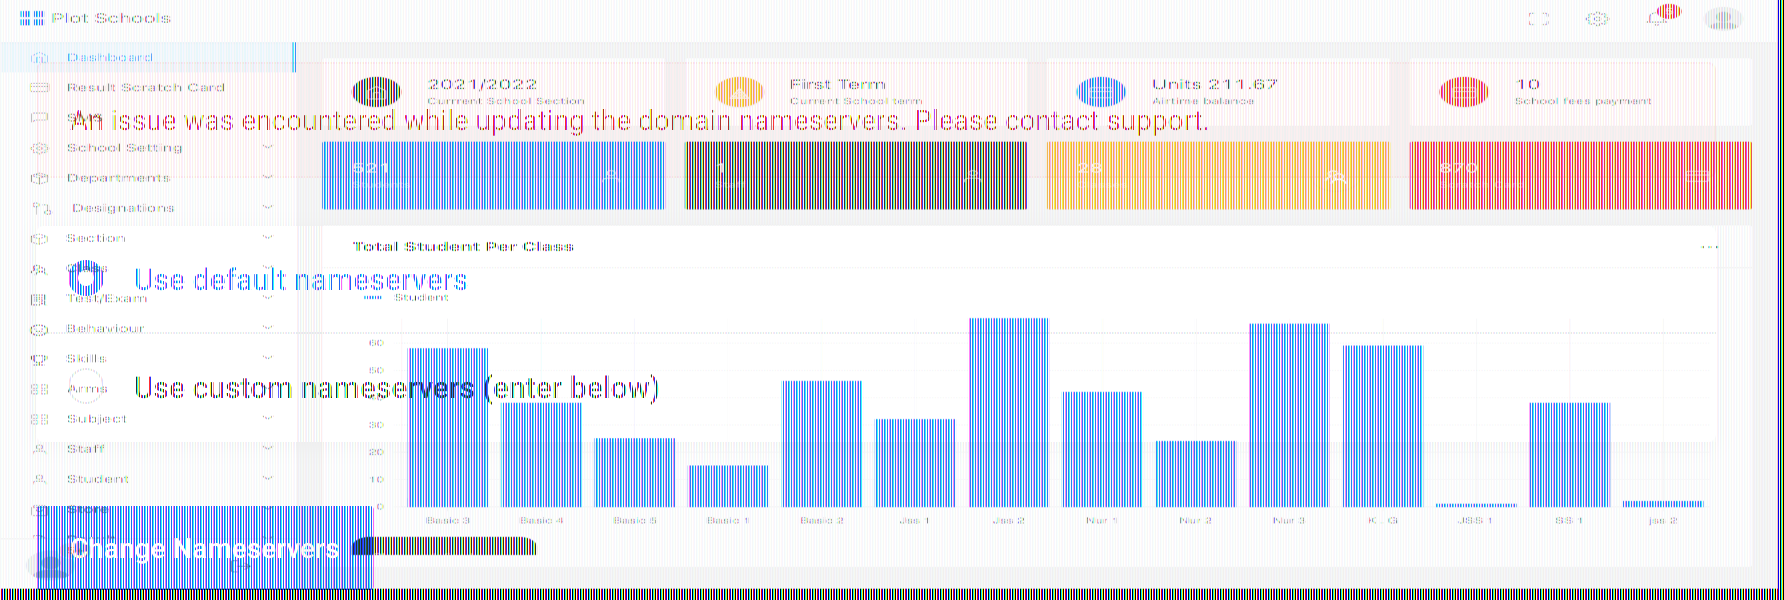 Plot Schools
Dashboard
Result Scratch Card
2021/2022
Current School Section
First Term
Current School term
Units 211.67
Airtime balance
10
School fees payment
An issue was encountered while updating the domain nameservers. Please contact support.
School Setting
Departments
Designations
Section
521
1
28
870
Total Student Per Class
Use default nameservers
Student
Test/Exam
Behaviour
Skills
Arms
Use custom nameservers (enter below)
Subject
Staff
Student
Store
60
50
30
20
10
0
Basic 3
Basic 4
Basic 5
Basic 1
Basic 2
Jss 1
Jss 2
Nur 1
Nur 2
Nur 3
K.G
JSS 1
SS 1
jss 2
Change Nameservers